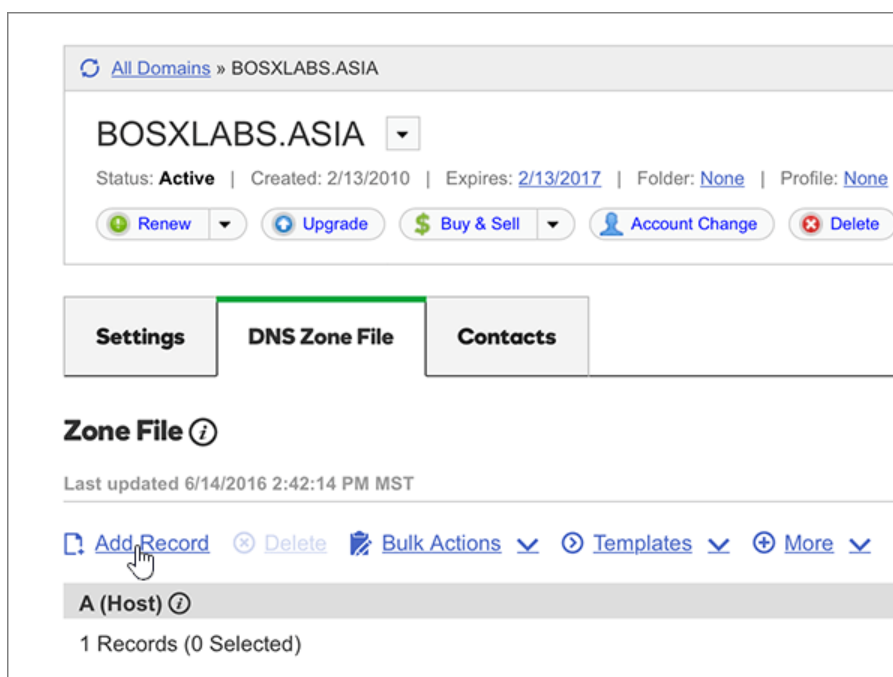 All Domains » BOSXLABS.ASIA
BOSXLABS.ASIA
Status: Active | Created: 2/13/2010 | Expires: 2/13/2017 | Folder: None | Profile: None
Renew Upgrade $ Buy & Sell Account Change Delete
Settings DNS Zone File Contacts
Zone File i
Last updated 6/14/2016 2:42:14 PM MST
Add Record Delete Bulk Actions Templates More
A (Host) i
1 Records (0 Selected)